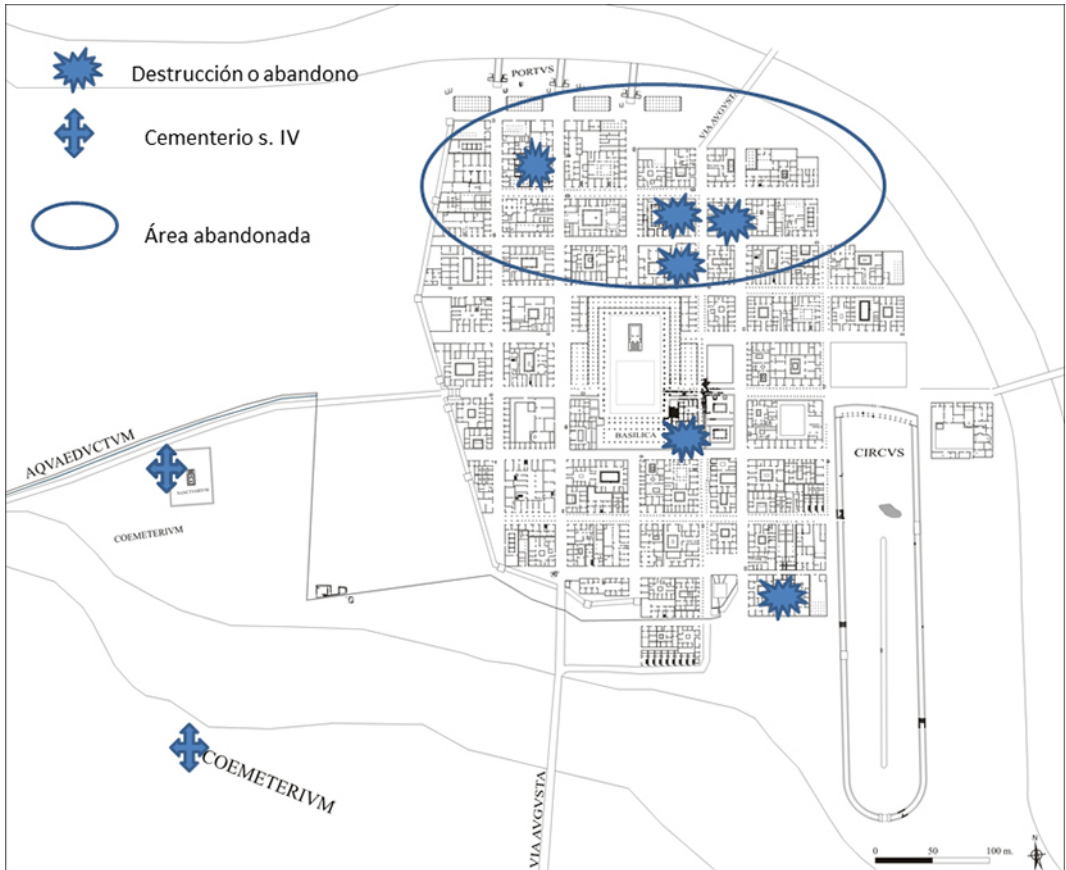 Destrucción o abandono
Cementerio s. IV
Área abandonada
PORTVS
VIA AVGVSTA
AQVAEDVCTVM
SANCTVARIVM
COEMETERIVM
BASILICA
CIRCVS
COEMETERIVM
VIA AVGVSTA
0 50 100 m.
N